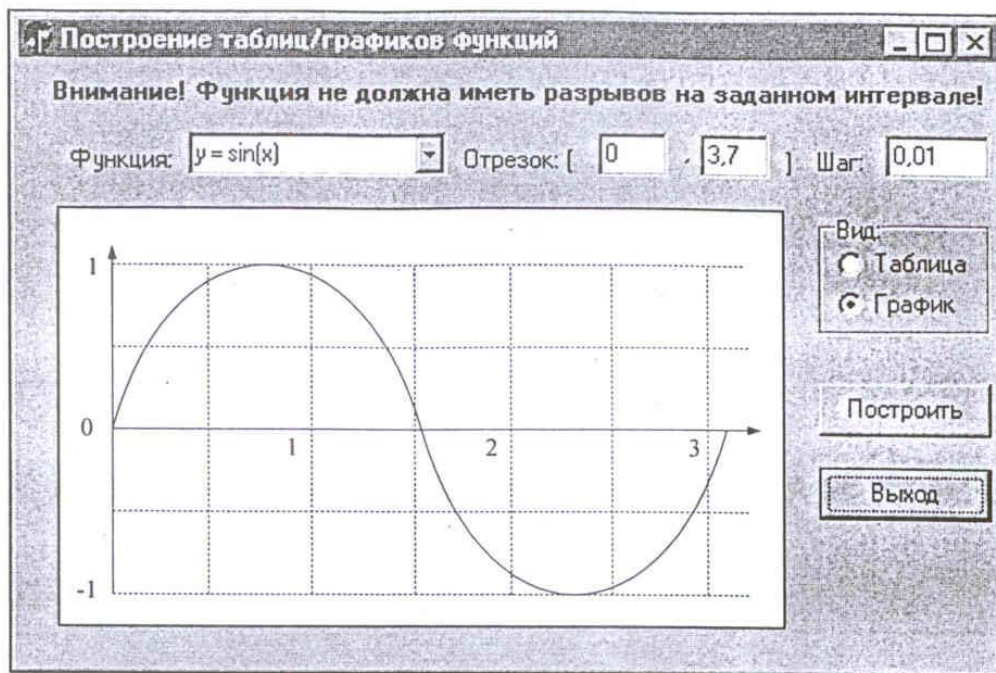 Построение таблиц/графиков функций
Внимание! Функция не должна иметь разрывов на заданном интервале!
Функция: y = sin(x) Отрезок: [ 0 , 3,7 ] Шаг: 0,01
Вид:
Таблица
График
Построить
Выход
1
0
1 2 3
-1